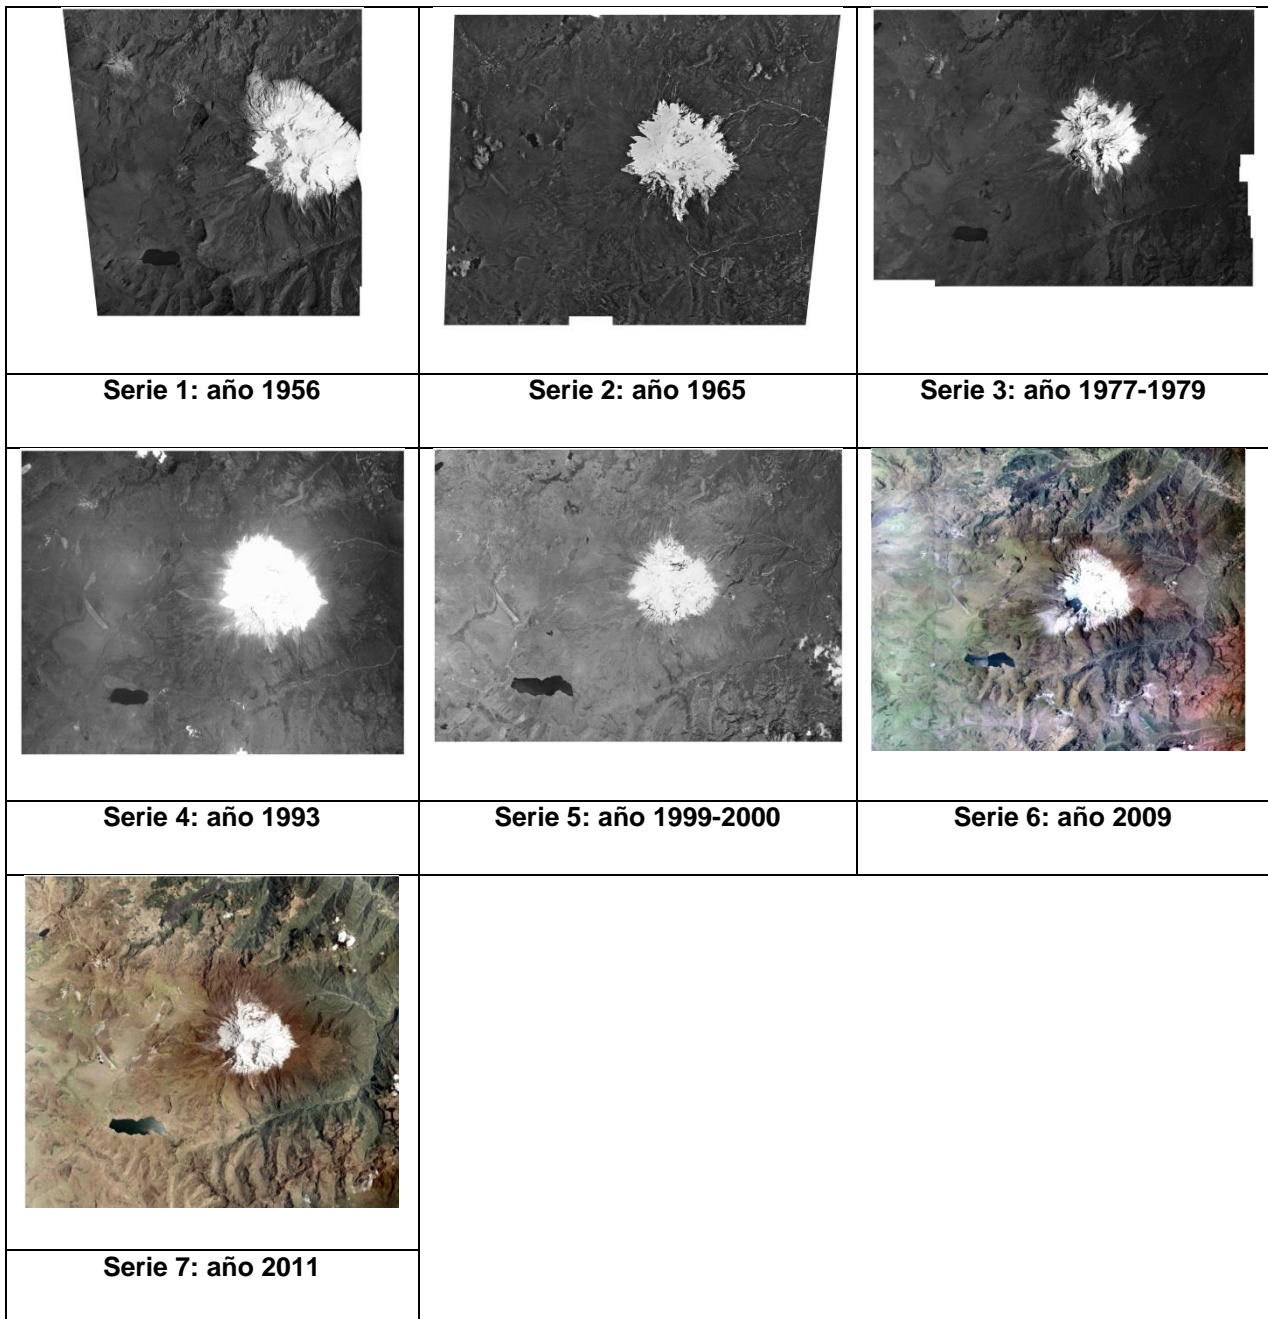 Serie 1: año 1956
Serie 2: año 1965
Serie 3: año 1977-1979
Serie 4: año 1993
Serie 5: año 1999-2000
Serie 6: año 2009
Serie 7: año 2011